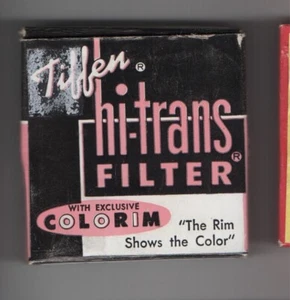 Tiffen®
hi-trans®
FILTER
WITH EXCLUSIVE
COLORIM
"The Rim
Shows the Color"